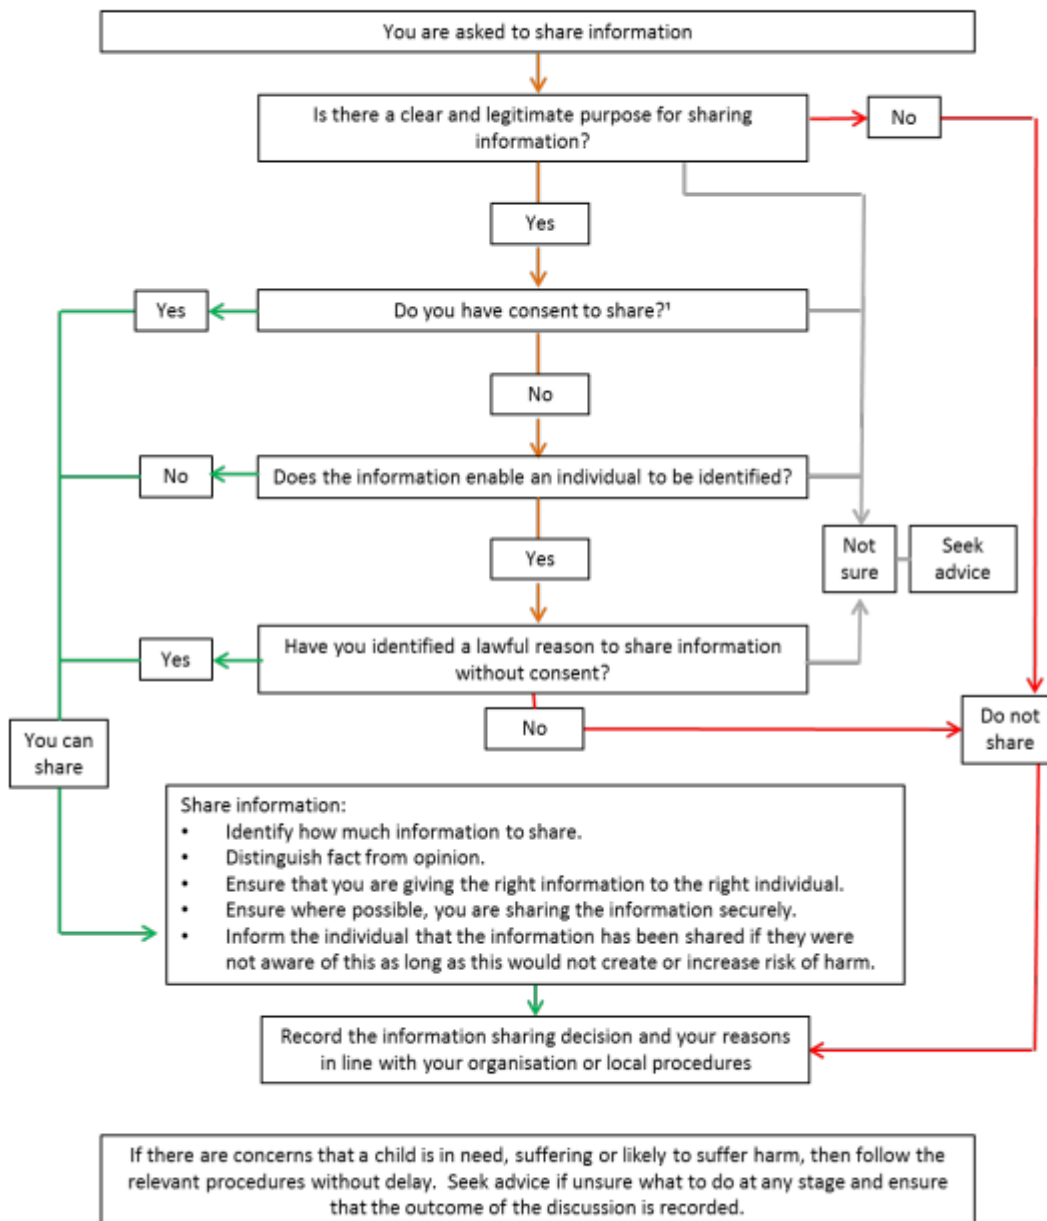 You are asked to share information
Is there a clear and legitimate purpose for sharing
information?
No
Yes
Yes
Do you have consent to share?¹
No
No
Does the information enable an individual to be identified?
Not
sure
Seek
advice
Yes
Yes
Have you identified a lawful reason to share information
without consent?
No
Do not
share
You can
share
Share information:
• Identify how much information to share.
• Distinguish fact from opinion.
• Ensure that you are giving the right information to the right individual.
• Ensure where possible, you are sharing the information securely.
• Inform the individual that the information has been shared if they were
not aware of this as long as this would not create or increase risk of harm.
Record the information sharing decision and your reasons
in line with your organisation or local procedures
If there are concerns that a child is in need, suffering or likely to suffer harm, then follow the
relevant procedures without delay. Seek advice if unsure what to do at any stage and ensure
that the outcome of the discussion is recorded.